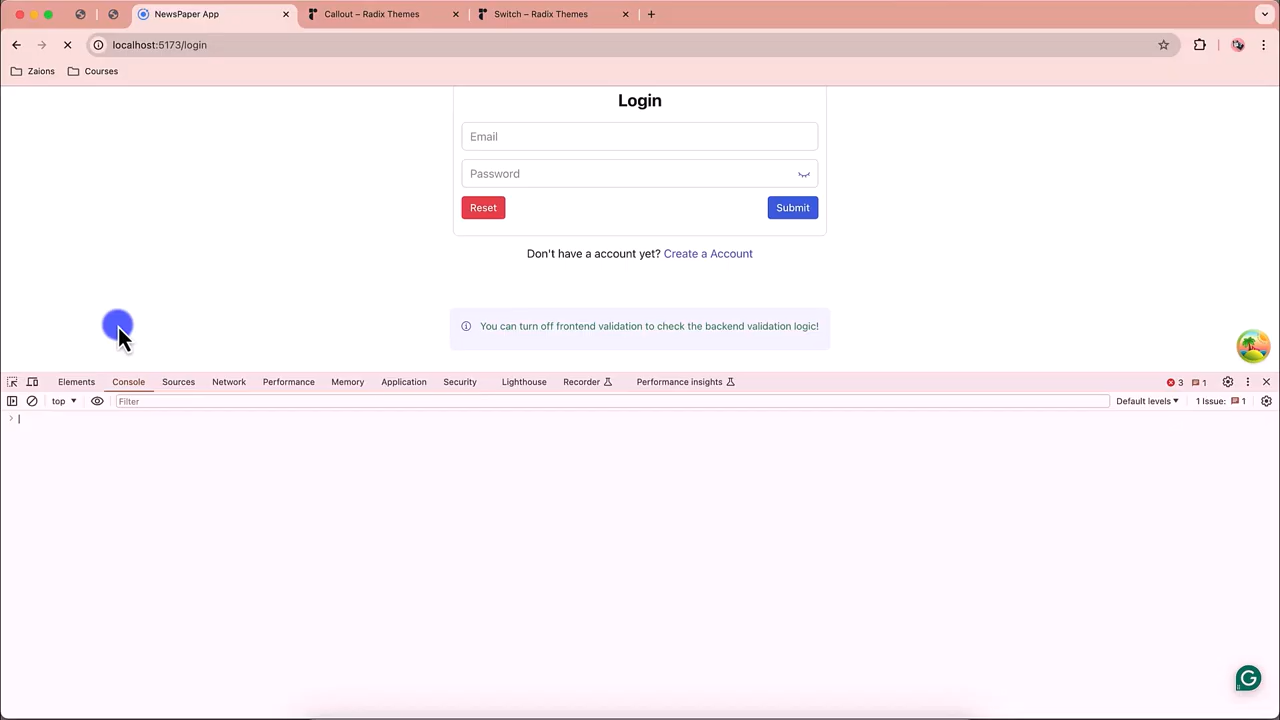 NewsPaper App
Callout – Radix Themes
Switch – Radix Themes
localhost:5173/login
Zaions
Courses
Login
Email
Password
Reset
Submit
Don't have a account yet? Create a Account
You can turn off frontend validation to check the backend validation logic!
Elements
Console
Sources
Network
Performance
Memory
Application
Security
Lighthouse
Recorder
Performance insights
3
1
top
Filter
Default levels
1 Issue:
1